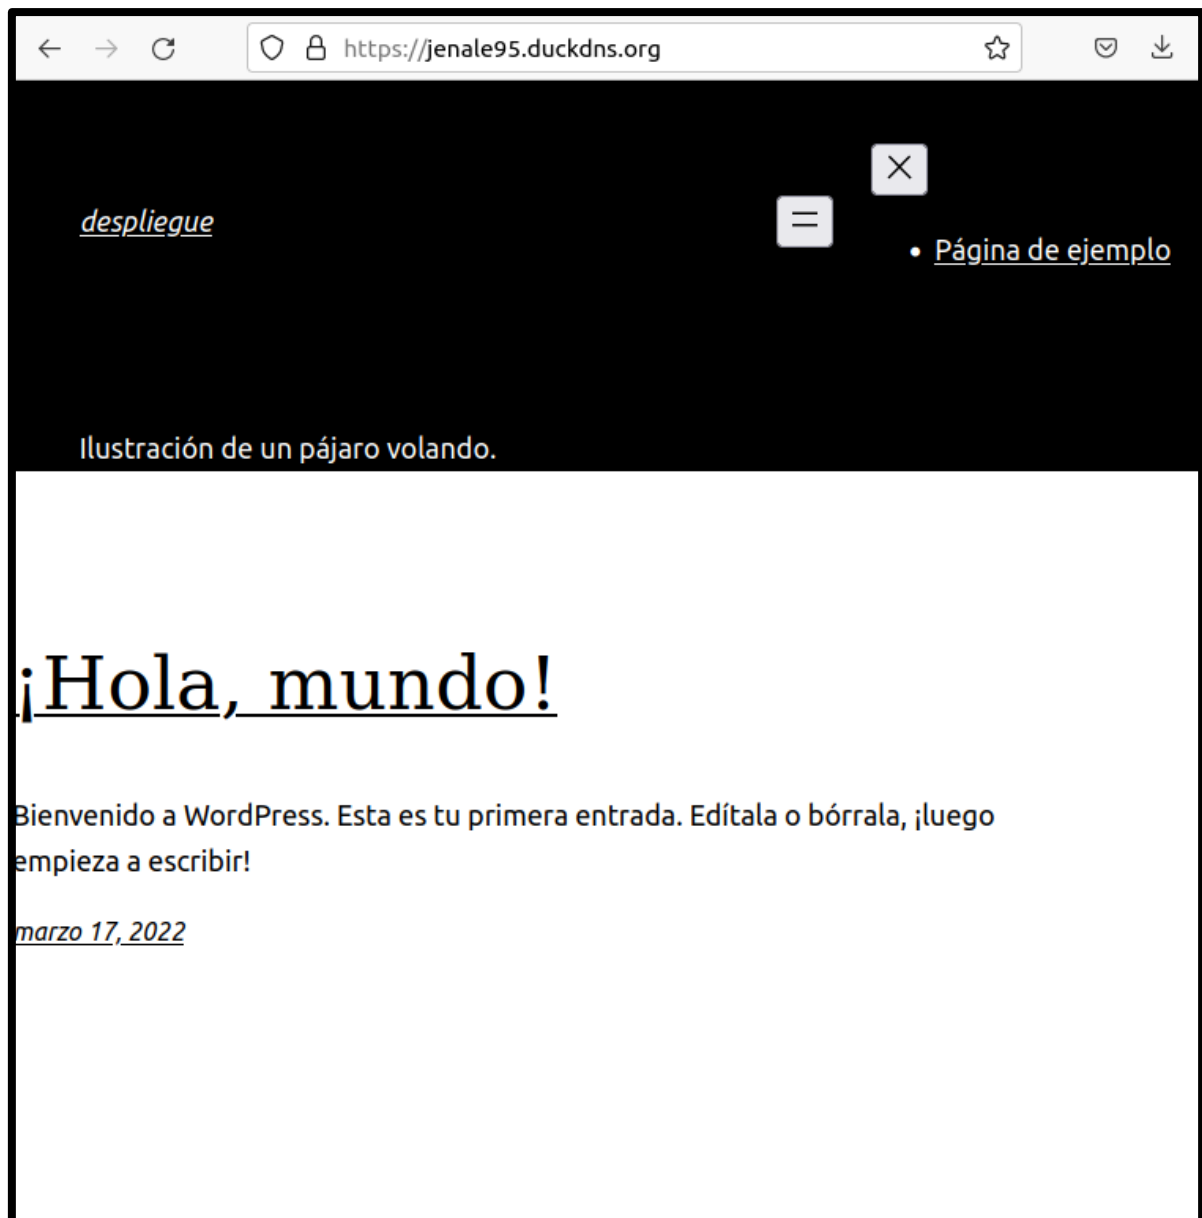 https://jenale95.duckdns.org
despliegue
Página de ejemplo
Ilustración de un pájaro volando.
¡Hola, mundo!
Bienvenido a WordPress. Esta es tu primera entrada. Edítala o bórrala, ¡luego
empieza a escribir!
marzo 17, 2022